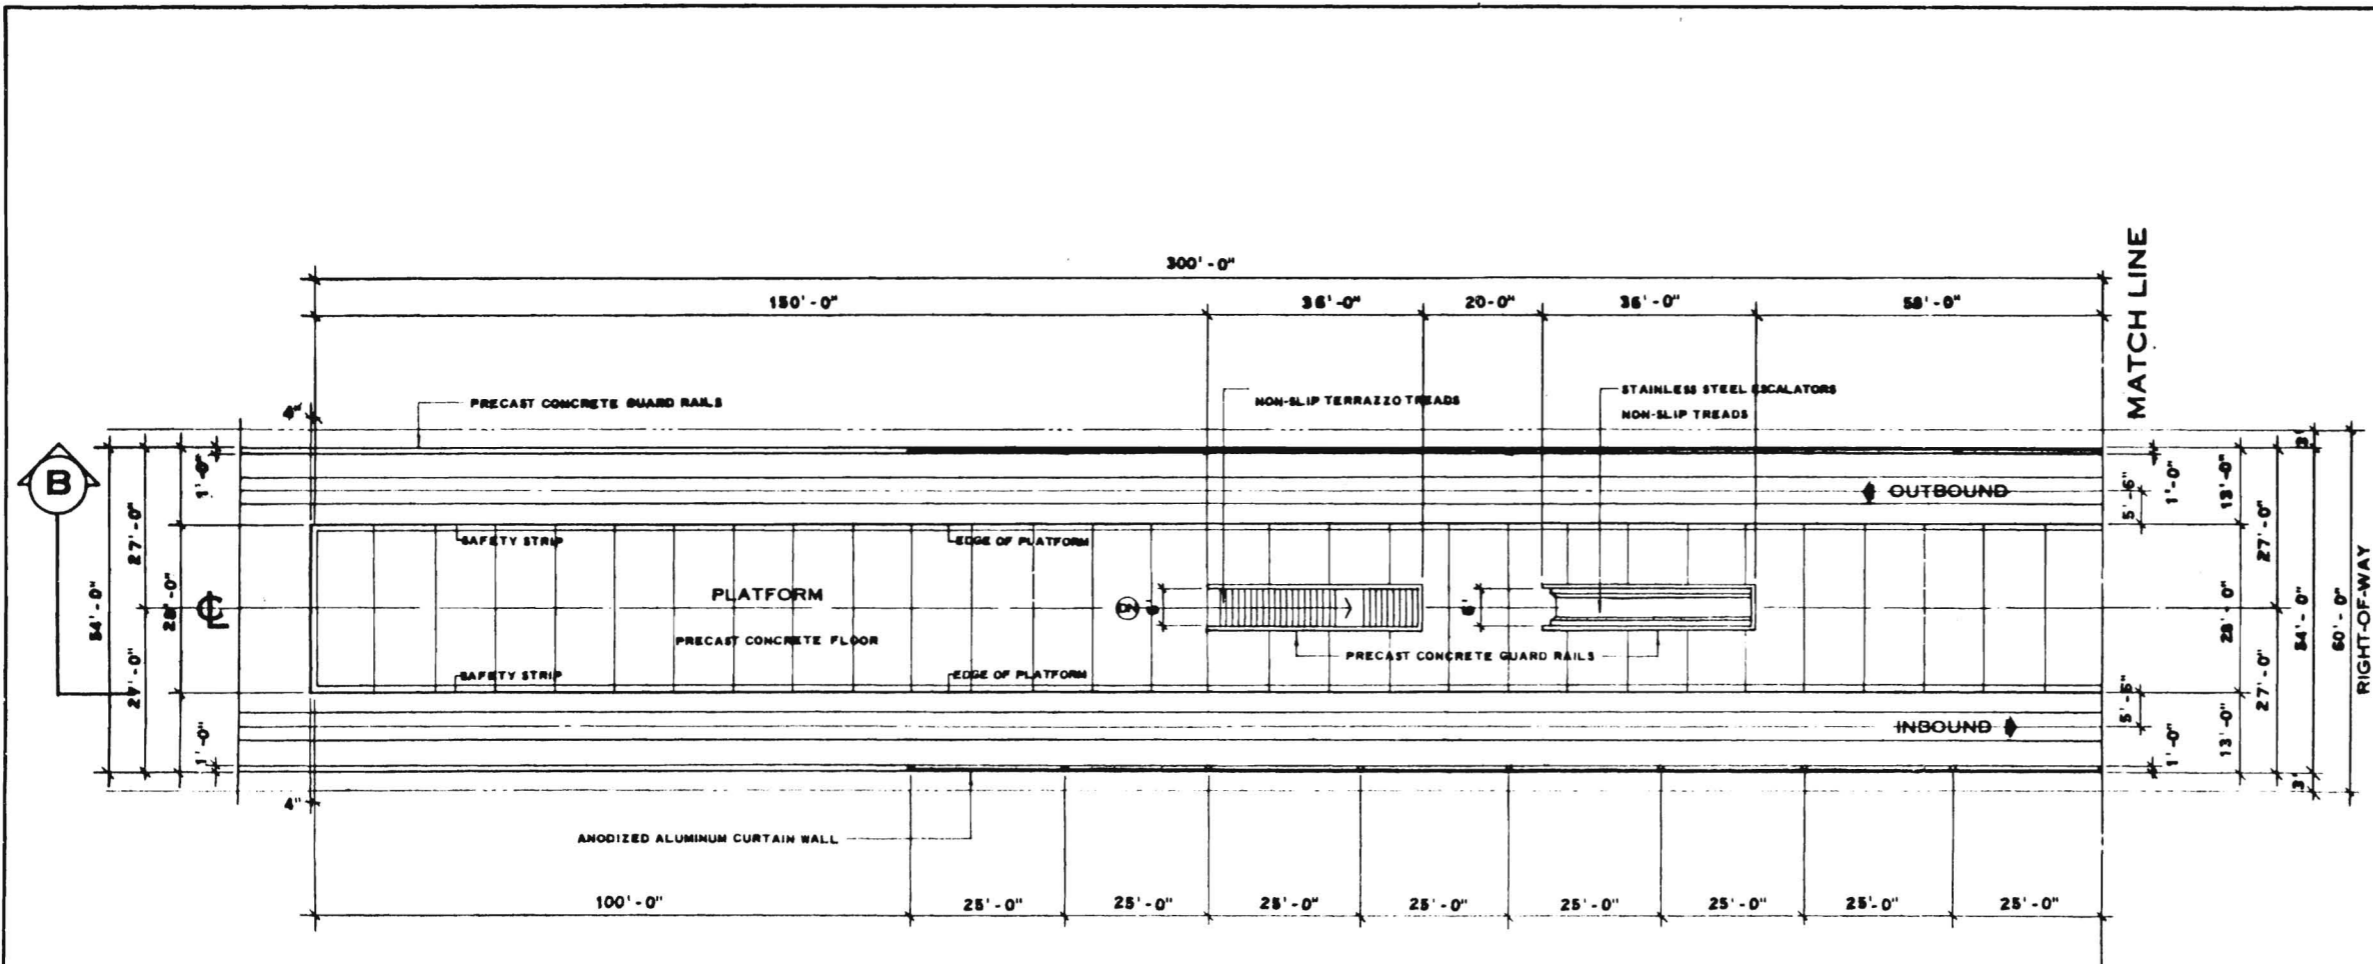 300'-0"
150'-0" 36'-0" 20-0" 36'-0" 58'-0"
MATCH LINE
4"
PRECAST CONCRETE GUARD RAILS
NON-SLIP TERRAZZO TREADS
STAINLESS STEEL ESCALATORS
NON-SLIP TREADS
B
54'-0"
27'-0"
27'-0"
28'-0"
1'-0"
1'-0"
CL
OUTBOUND
SAFETY STRIP
EDGE OF PLATFORM
PLATFORM
DN
6'
6'
PRECAST CONCRETE FLOOR
PRECAST CONCRETE GUARD RAILS
SAFETY STRIP
EDGE OF PLATFORM
INBOUND
3'
5'-6"
1'-0"
13'-0"
27'-0"
28'-0"
54'-0"
60'-0"
RIGHT-OF-WAY
27'-0"
5'-6"
1'-0"
13'-0"
3'
4"
ANODIZED ALUMINUM CURTAIN WALL
100'-0" 25'-0" 25'-0" 25'-0" 25'-0" 25'-0" 25'-0" 25'-0" 25'-0"